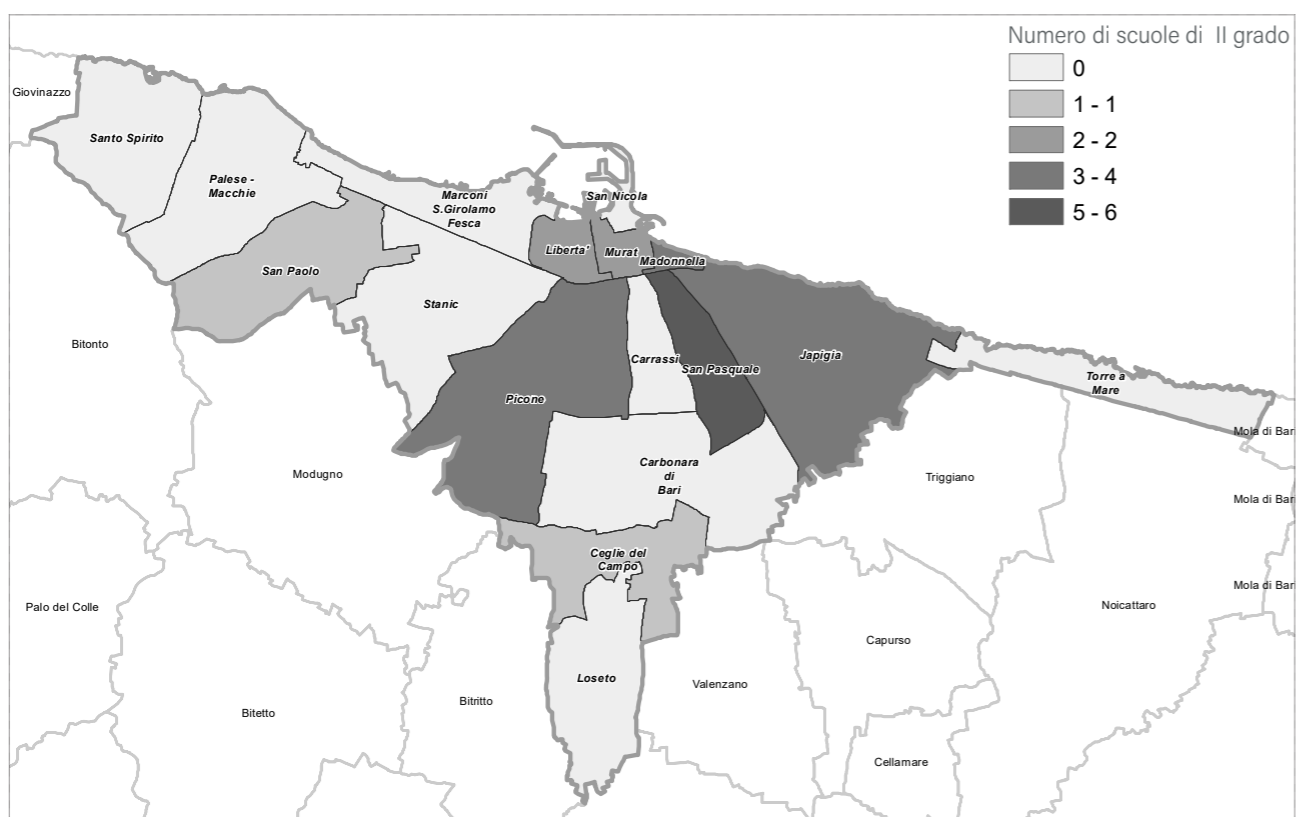 Numero di scuole di II grado
0
1 - 1
2 - 2
3 - 4
5 - 6
Giovinazzo
Santo Spirito
Palese -
Macchie
Marconi
S.Girolamo
Fesca
San Nicola
Liberta'
Murat
Madonnella
San Paolo
Stanic
Bitonto
Carrassi
San Pasquale
Japigia
Torre a
Mare
Picone
Mola di Bar
Modugno
Carbonara
di
Bari
Triggiano
Mola di Bar
Ceglie del
Campo
Mola di Bar
Palo del Colle
Noicattaro
Capurso
Loseto
Valenzano
Bitritto
Bitetto
Cellamare